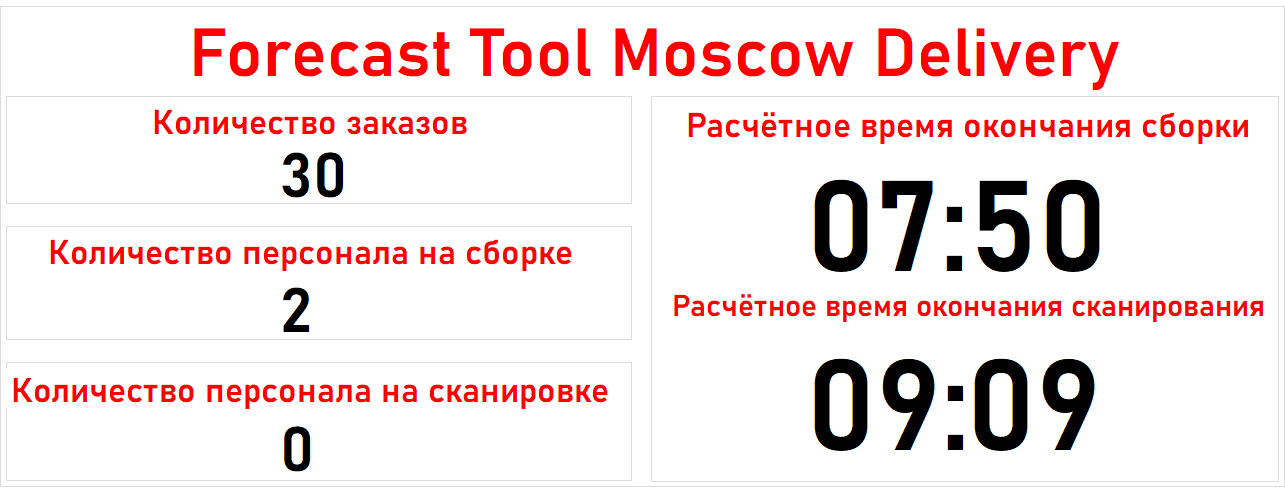 Forecast Tool Moscow Delivery
Количество заказов
30
Количество персонала на сборке
2
Количество персонала на сканировке
0
Расчётное время окончания сборки
07:50
Расчётное время окончания сканирования
09:09